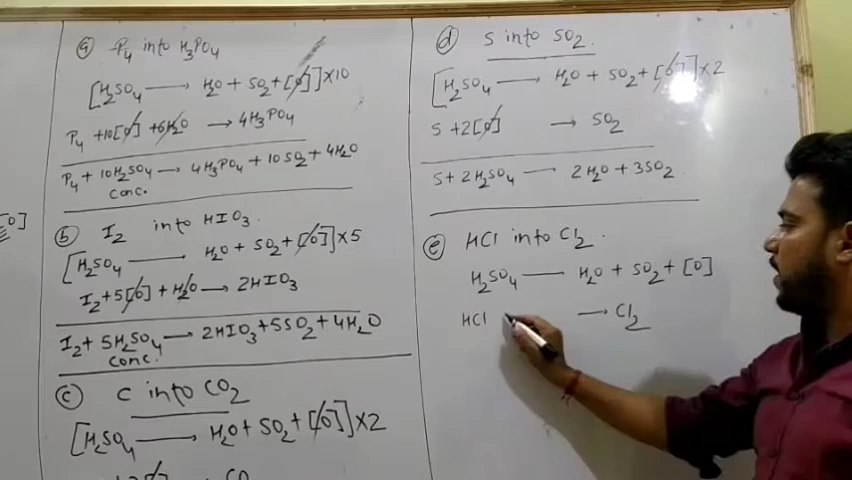 [O]
(a) P4 into H3PO4
[H2SO4 → H2O + SO2 + [O]] ×10
P4 + 10[O] + 6H2O → 4H3PO4
P4 + 10H2SO4 → 4H3PO4 + 10SO2 + 4H2O
conc.
(b) I2 into HIO3.
[H2SO4 → H2O + SO2 + [O]] ×5
I2 + 5[O] + H2O → 2HIO3
I2 + 5H2SO4 → 2HIO3 + 5SO2 + 4H2O
conc.
(c) C into CO2
[H2SO4 → H2O + SO2 + [O]] ×2
(d) S into SO2.
[H2SO4 → H2O + SO2 + [O]] ×2
S + 2[O] → SO2
S + 2H2SO4 → 2H2O + 3SO2
(e) HCl into Cl2.
H2SO4 — H2O + SO2 + [O]
HCl → Cl2